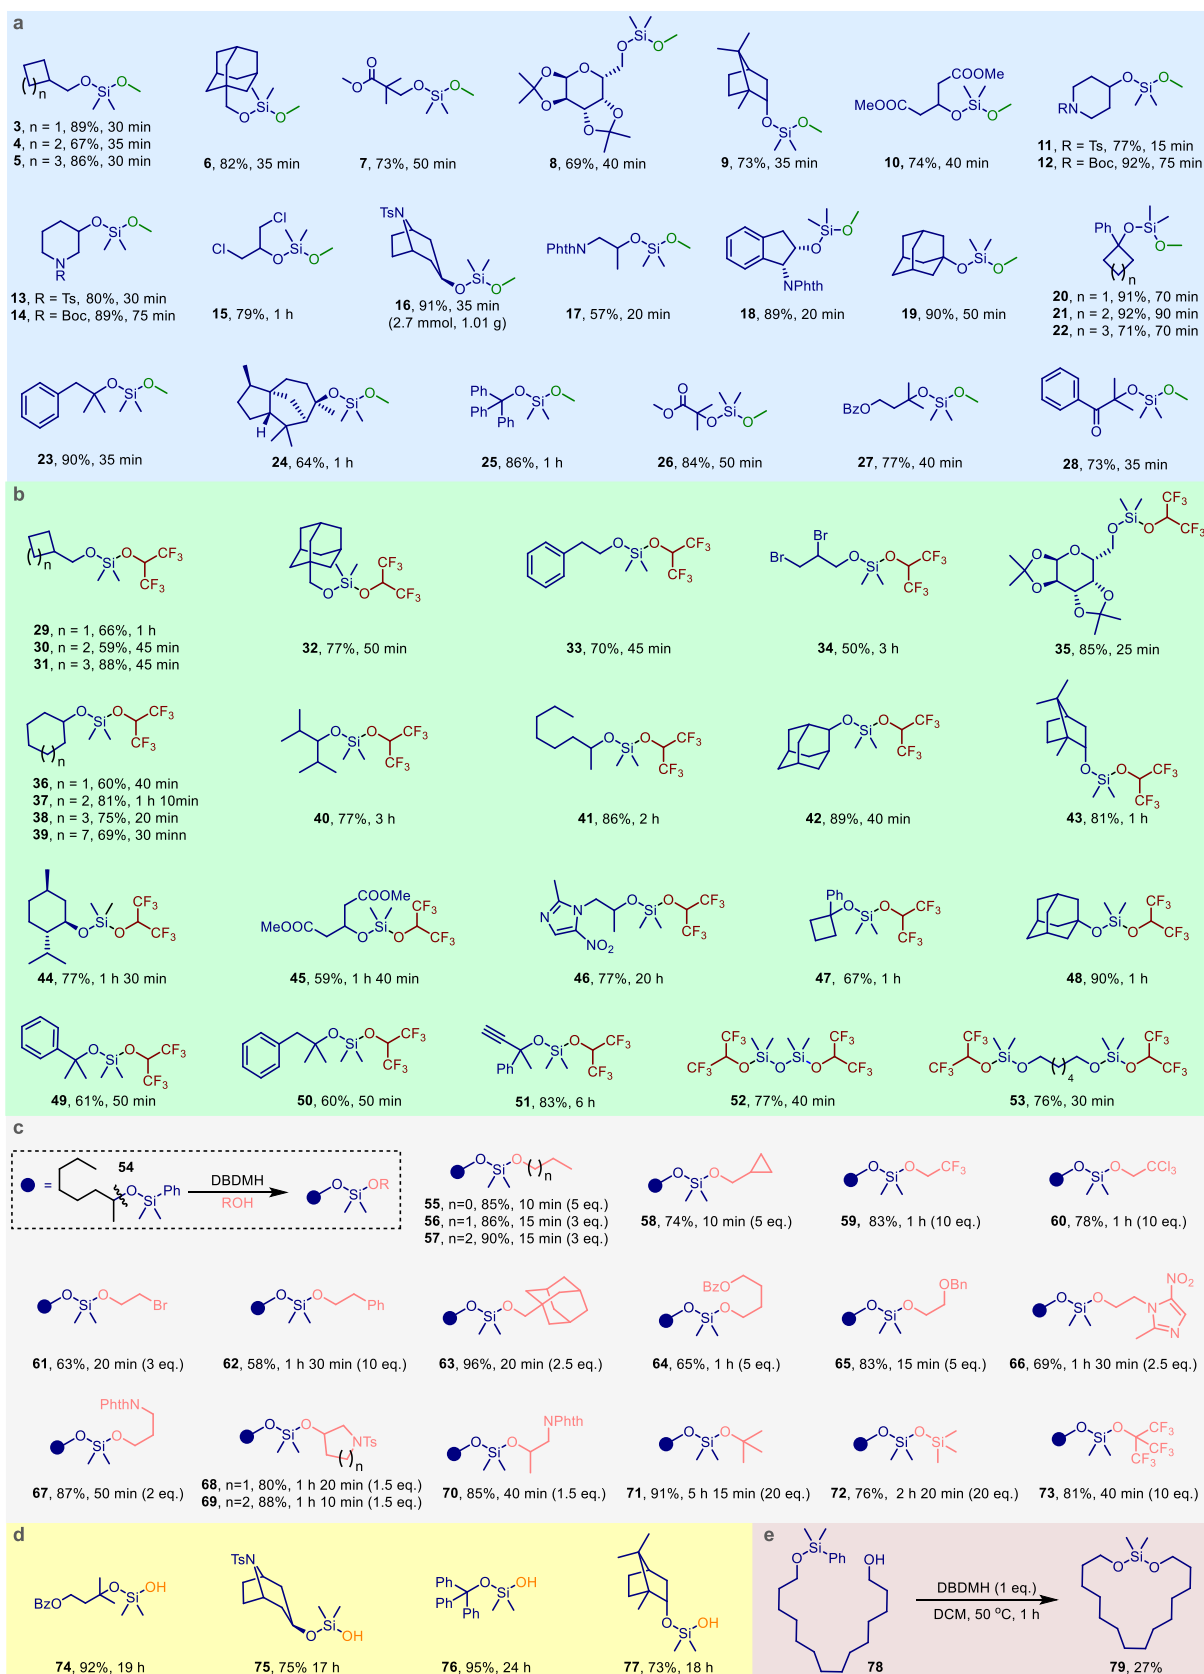 a
3, n = 1, 89%, 30 min
4, n = 2, 67%, 35 min
5, n = 3, 86%, 30 min
6, 82%, 35 min
7, 73%, 50 min
8, 69%, 40 min
9, 73%, 35 min
COOMe
MeOOC
10, 74%, 40 min
11, R = Ts, 77%, 15 min
12, R = Boc, 92%, 75 min
13, R = Ts, 80%, 30 min
14, R = Boc, 89%, 75 min
Cl
Cl
15, 79%, 1 h
TsN
16, 91%, 35 min
(2.7 mmol, 1.01 g)
PhthN
17, 57%, 20 min
NPhth
18, 89%, 20 min
19, 90%, 50 min
Ph
20, n = 1, 91%, 70 min
21, n = 2, 92%, 90 min
22, n = 3, 71%, 70 min
23, 90%, 35 min
H
24, 64%, 1 h
Ph
Ph
Ph
25, 86%, 1 h
26, 84%, 50 min
BzO
27, 77%, 40 min
28, 73%, 35 min
b
29, n = 1, 66%, 1 h
30, n = 2, 59%, 45 min
31, n = 3, 88%, 45 min
32, 77%, 50 min
33, 70%, 45 min
Br
Br
34, 50%, 3 h
35, 85%, 25 min
36, n = 1, 60%, 40 min
37, n = 2, 81%, 1 h 10min
38, n = 3, 75%, 20 min
39, n = 7, 69%, 30 minn
40, 77%, 3 h
41, 86%, 2 h
42, 89%, 40 min
43, 81%, 1 h
44, 77%, 1 h 30 min
COOMe
MeOOC
45, 59%, 1 h 40 min
NO2
46, 77%, 20 h
Ph
47, 67%, 1 h
48, 90%, 1 h
49, 61%, 50 min
50, 60%, 50 min
Ph
51, 83%, 6 h
52, 77%, 40 min
4
53, 76%, 30 min
c
54
=
DBDMH
ROH
55, n=0, 85%, 10 min (5 eq.)
56, n=1, 86%, 15 min (3 eq.)
57, n=2, 90%, 15 min (3 eq.)
58, 74%, 10 min (5 eq.)
CF3
59, 83%, 1 h (10 eq.)
CCl3
60, 78%, 1 h (10 eq.)
Br
61, 63%, 20 min (3 eq.)
Ph
62, 58%, 1 h 30 min (10 eq.)
63, 96%, 20 min (2.5 eq.)
BzO
64, 65%, 1 h (5 eq.)
OBn
65, 83%, 15 min (5 eq.)
NO2
66, 69%, 1 h 30 min (2.5 eq.)
PhthN
67, 87%, 50 min (2 eq.)
NTs
68, n=1, 80%, 1 h 20 min (1.5 eq.)
69, n=2, 88%, 1 h 10 min (1.5 eq.)
NPhth
70, 85%, 40 min (1.5 eq.)
71, 91%, 5 h 15 min (20 eq.)
72, 76%, 2 h 20 min (20 eq.)
CF3
CF3
CF3
73, 81%, 40 min (10 eq.)
d
BzO
OH
74, 92%, 19 h
TsN
OH
75, 75% 17 h
Ph
Ph
Ph
OH
76, 95%, 24 h
OH
77, 73%, 18 h
e
Ph
OH
78
DBDMH (1 eq.)
DCM, 50 ºC, 1 h
79, 27%